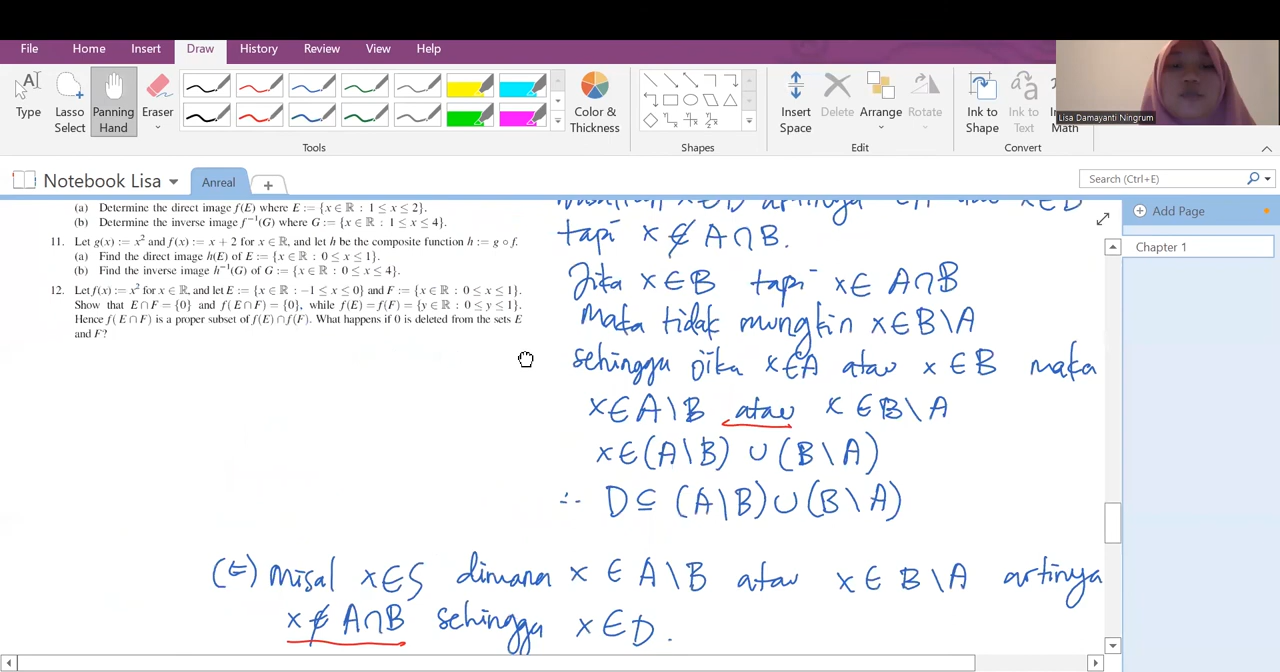 File Home Insert Draw History Review View Help
Type Lasso Select Panning Hand Eraser Color & Thickness Insert Space Delete Arrange Rotate Ink to Shape Ink to Text Math
Tools Shapes Edit Convert
Lisa Damayanti Ningrum
Notebook Lisa Anreal Search (Ctrl+E)
Add Page
Chapter 1
(a) Determine the direct image f(E) where E := {x ∈ ℝ : 1 ≤ x ≤ 2}.
(b) Determine the inverse image f⁻¹(G) where G := {x ∈ ℝ : 1 ≤ x ≤ 4}.
11. Let g(x) := x² and f(x) := x + 2 for x ∈ ℝ, and let h be the composite function h := g ∘ f.
(a) Find the direct image h(E) of E := {x ∈ ℝ : 0 ≤ x ≤ 1}.
(b) Find the inverse image h⁻¹(G) of G := {x ∈ ℝ : 0 ≤ x ≤ 4}.
12. Let f(x) := x² for x ∈ ℝ, and let E := {x ∈ ℝ : -1 ≤ x ≤ 0} and F := {x ∈ ℝ : 0 ≤ x ≤ 1}.
Show that E ∩ F = {0} and f(E ∩ F) = {0}, while f(E) = f(F) = {y ∈ ℝ : 0 ≤ y ≤ 1}.
Hence f(E ∩ F) is a proper subset of f(E) ∩ f(F). What happens if 0 is deleted from the sets E
and F?
x ∈ D artinya x ∈ D
tapi x ∉ A ∩ B.
Jika x ∈ B tapi x ∈ A ∩ B
Maka tidak mungkin x ∈ B \ A
sehingga jika x ∈ A atau x ∈ B maka
x ∈ A \ B atau x ∈ B \ A
x ∈ (A \ B) ∪ (B \ A)
∴ D ⊆ (A \ B) ∪ (B \ A)
(⇐) Misal x ∈ S dimana x ∈ A \ B atau x ∈ B \ A artinya
x ∉ A ∩ B sehingga x ∈ D.